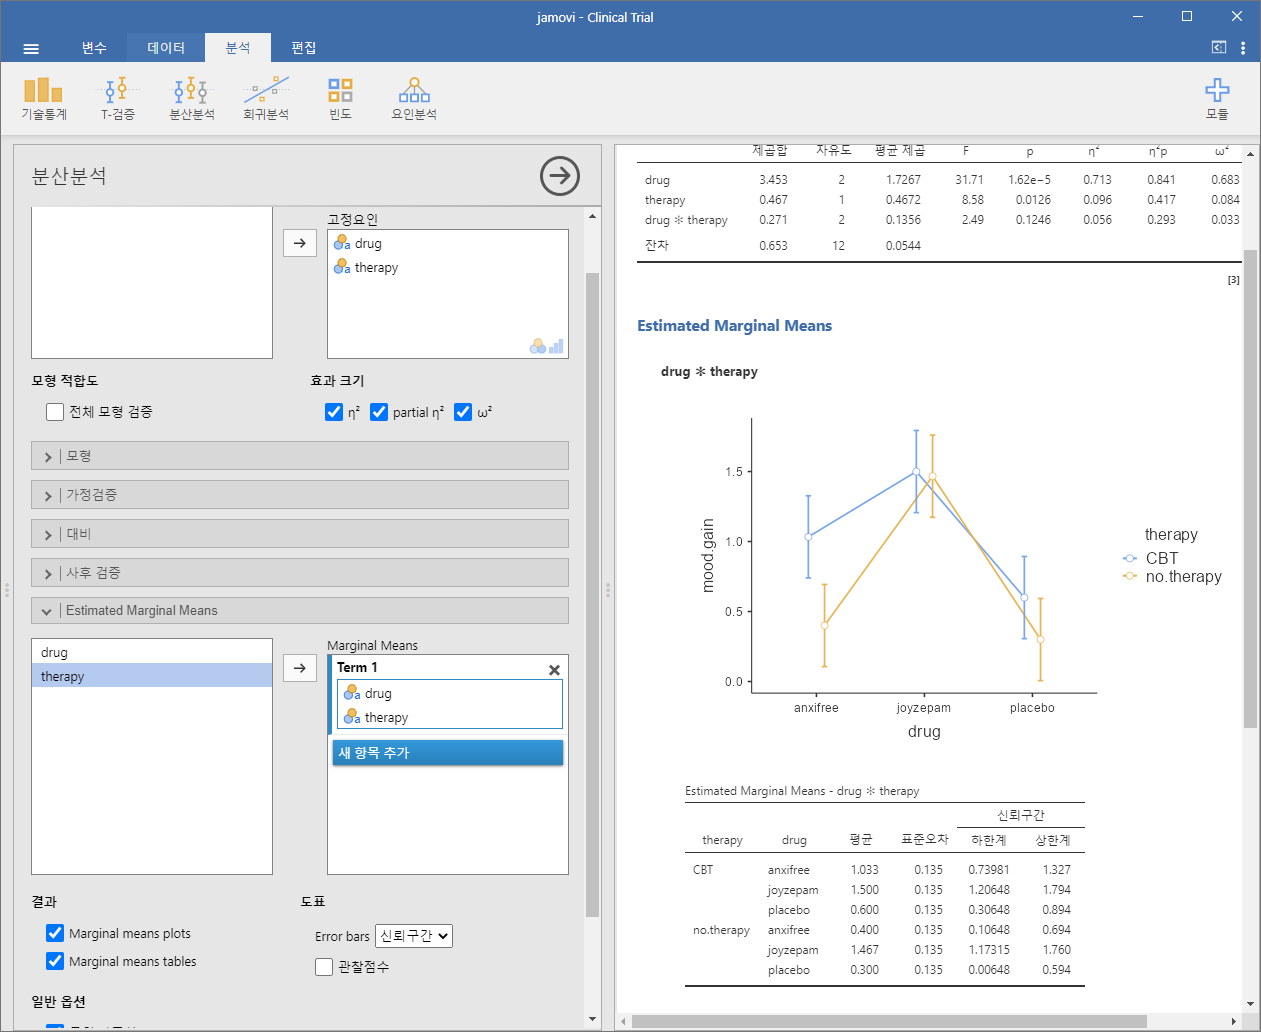 jamovi - Clinical Trial
변수 데이터 분석 편집
기술통계 T-검증 분산분석 회귀분석 빈도 요인분석 모듈
분산분석
고정요인
drug
therapy
모형 적합도 효과 크기
전체 모형 검증 η² partial η² ω²
모형
가정검증
대비
사후 검증
Estimated Marginal Means
drug
therapy
Marginal Means
Term 1
drug
therapy
새 항목 추가
결과 도표
Marginal means plots
Marginal means tables
Error bars 신뢰구간
관찰점수
일반 옵션
제곱합 자유도 평균 제곱 F p η² η²p ω²
drug 3.453 2 1.7267 31.71 1.62e−5 0.713 0.841 0.683
therapy 0.467 1 0.4672 8.58 0.0126 0.096 0.417 0.084
drug ✻ therapy 0.271 2 0.1356 2.49 0.1246 0.056 0.293 0.033
잔차 0.653 12 0.0544
[3]
Estimated Marginal Means
drug ✻ therapy
1.5
1.0
0.5
0.0
mood.gain
anxifree joyzepam placebo
drug
therapy
CBT
no.therapy
Estimated Marginal Means - drug ✻ therapy
신뢰구간
therapy drug 평균 표준오차 하한계 상한계
CBT anxifree 1.033 0.135 0.73981 1.327
joyzepam 1.500 0.135 1.20648 1.794
placebo 0.600 0.135 0.30648 0.894
no.therapy anxifree 0.400 0.135 0.10648 0.694
joyzepam 1.467 0.135 1.17315 1.760
placebo 0.300 0.135 0.00648 0.594